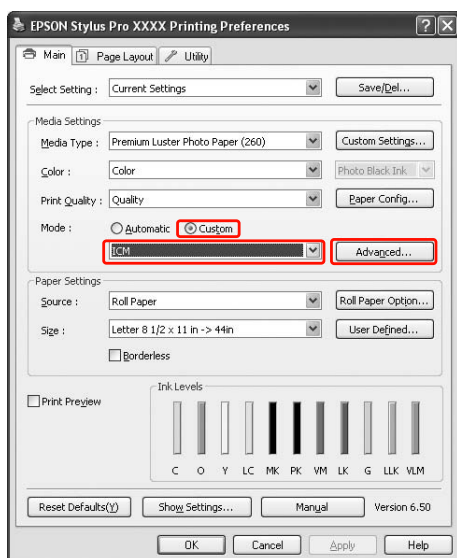 EPSON Stylus Pro XXXX Printing Preferences
Main Page Layout Utility
Select Setting : Current Settings Save/Del...
Media Settings
Media Type : Premium Luster Photo Paper (260) Custom Settings...
Color : Color Photo Black Ink
Print Quality : Quality Paper Config...
Mode : Automatic Custom
ICM Advanced...
Paper Settings
Source : Roll Paper Roll Paper Option...
Size : Letter 8 1/2 x 11 in -> 44in User Defined...
Borderless
Print Preview
Ink Levels
C O Y LC MK PK VM LK G LLK VLM
Reset Defaults(Y) Show Settings... Manual Version 6.50
OK Cancel Apply Help